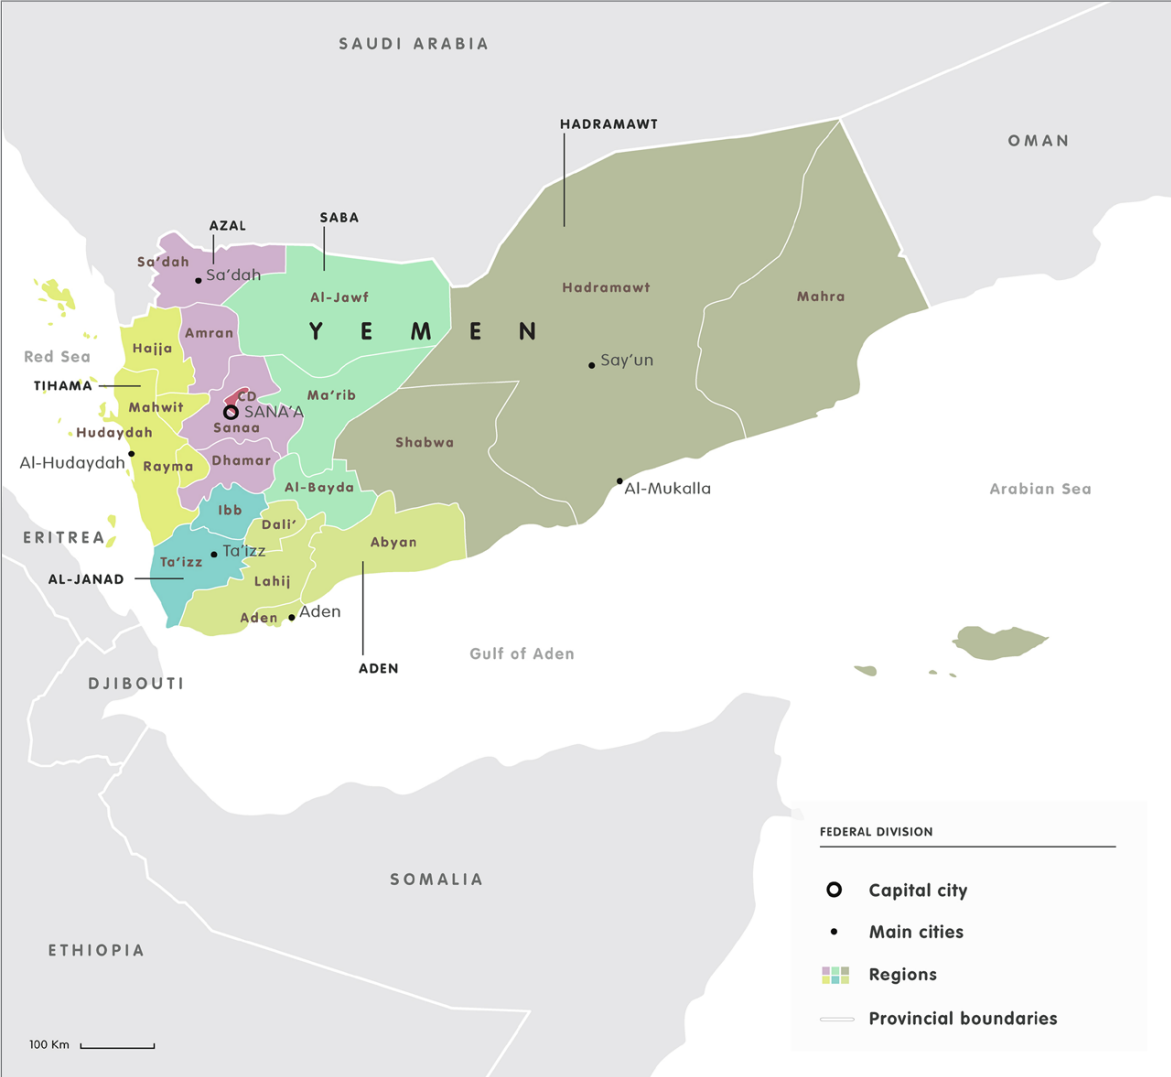 SAUDI ARABIA
HADRAMAWT
OMAN
SABA
AZAL
Sa'dah
Sa'dah
Hadramawt
Al-Jawf
Mahra
YEMEN
Amran
Hajja
Red Sea
Say'un
TIHAMA
Ma'rib
CD
Mahwit
SANA'A
Sanaa
Hudaydah
Shabwa
Al-Hudaydah
Rayma
Dhamar
Al-Bayda
Al-Mukalla
Arabian Sea
Ibb
Dali'
ERITREA
Abyan
Ta'izz
Ta'izz
AL-JANAD
Lahij
Aden
Aden
Gulf of Aden
ADEN
DJIBOUTI
FEDERAL DIVISION
SOMALIA
Capital city
Main cities
ETHIOPIA
Regions
Provincial boundaries
100 Km